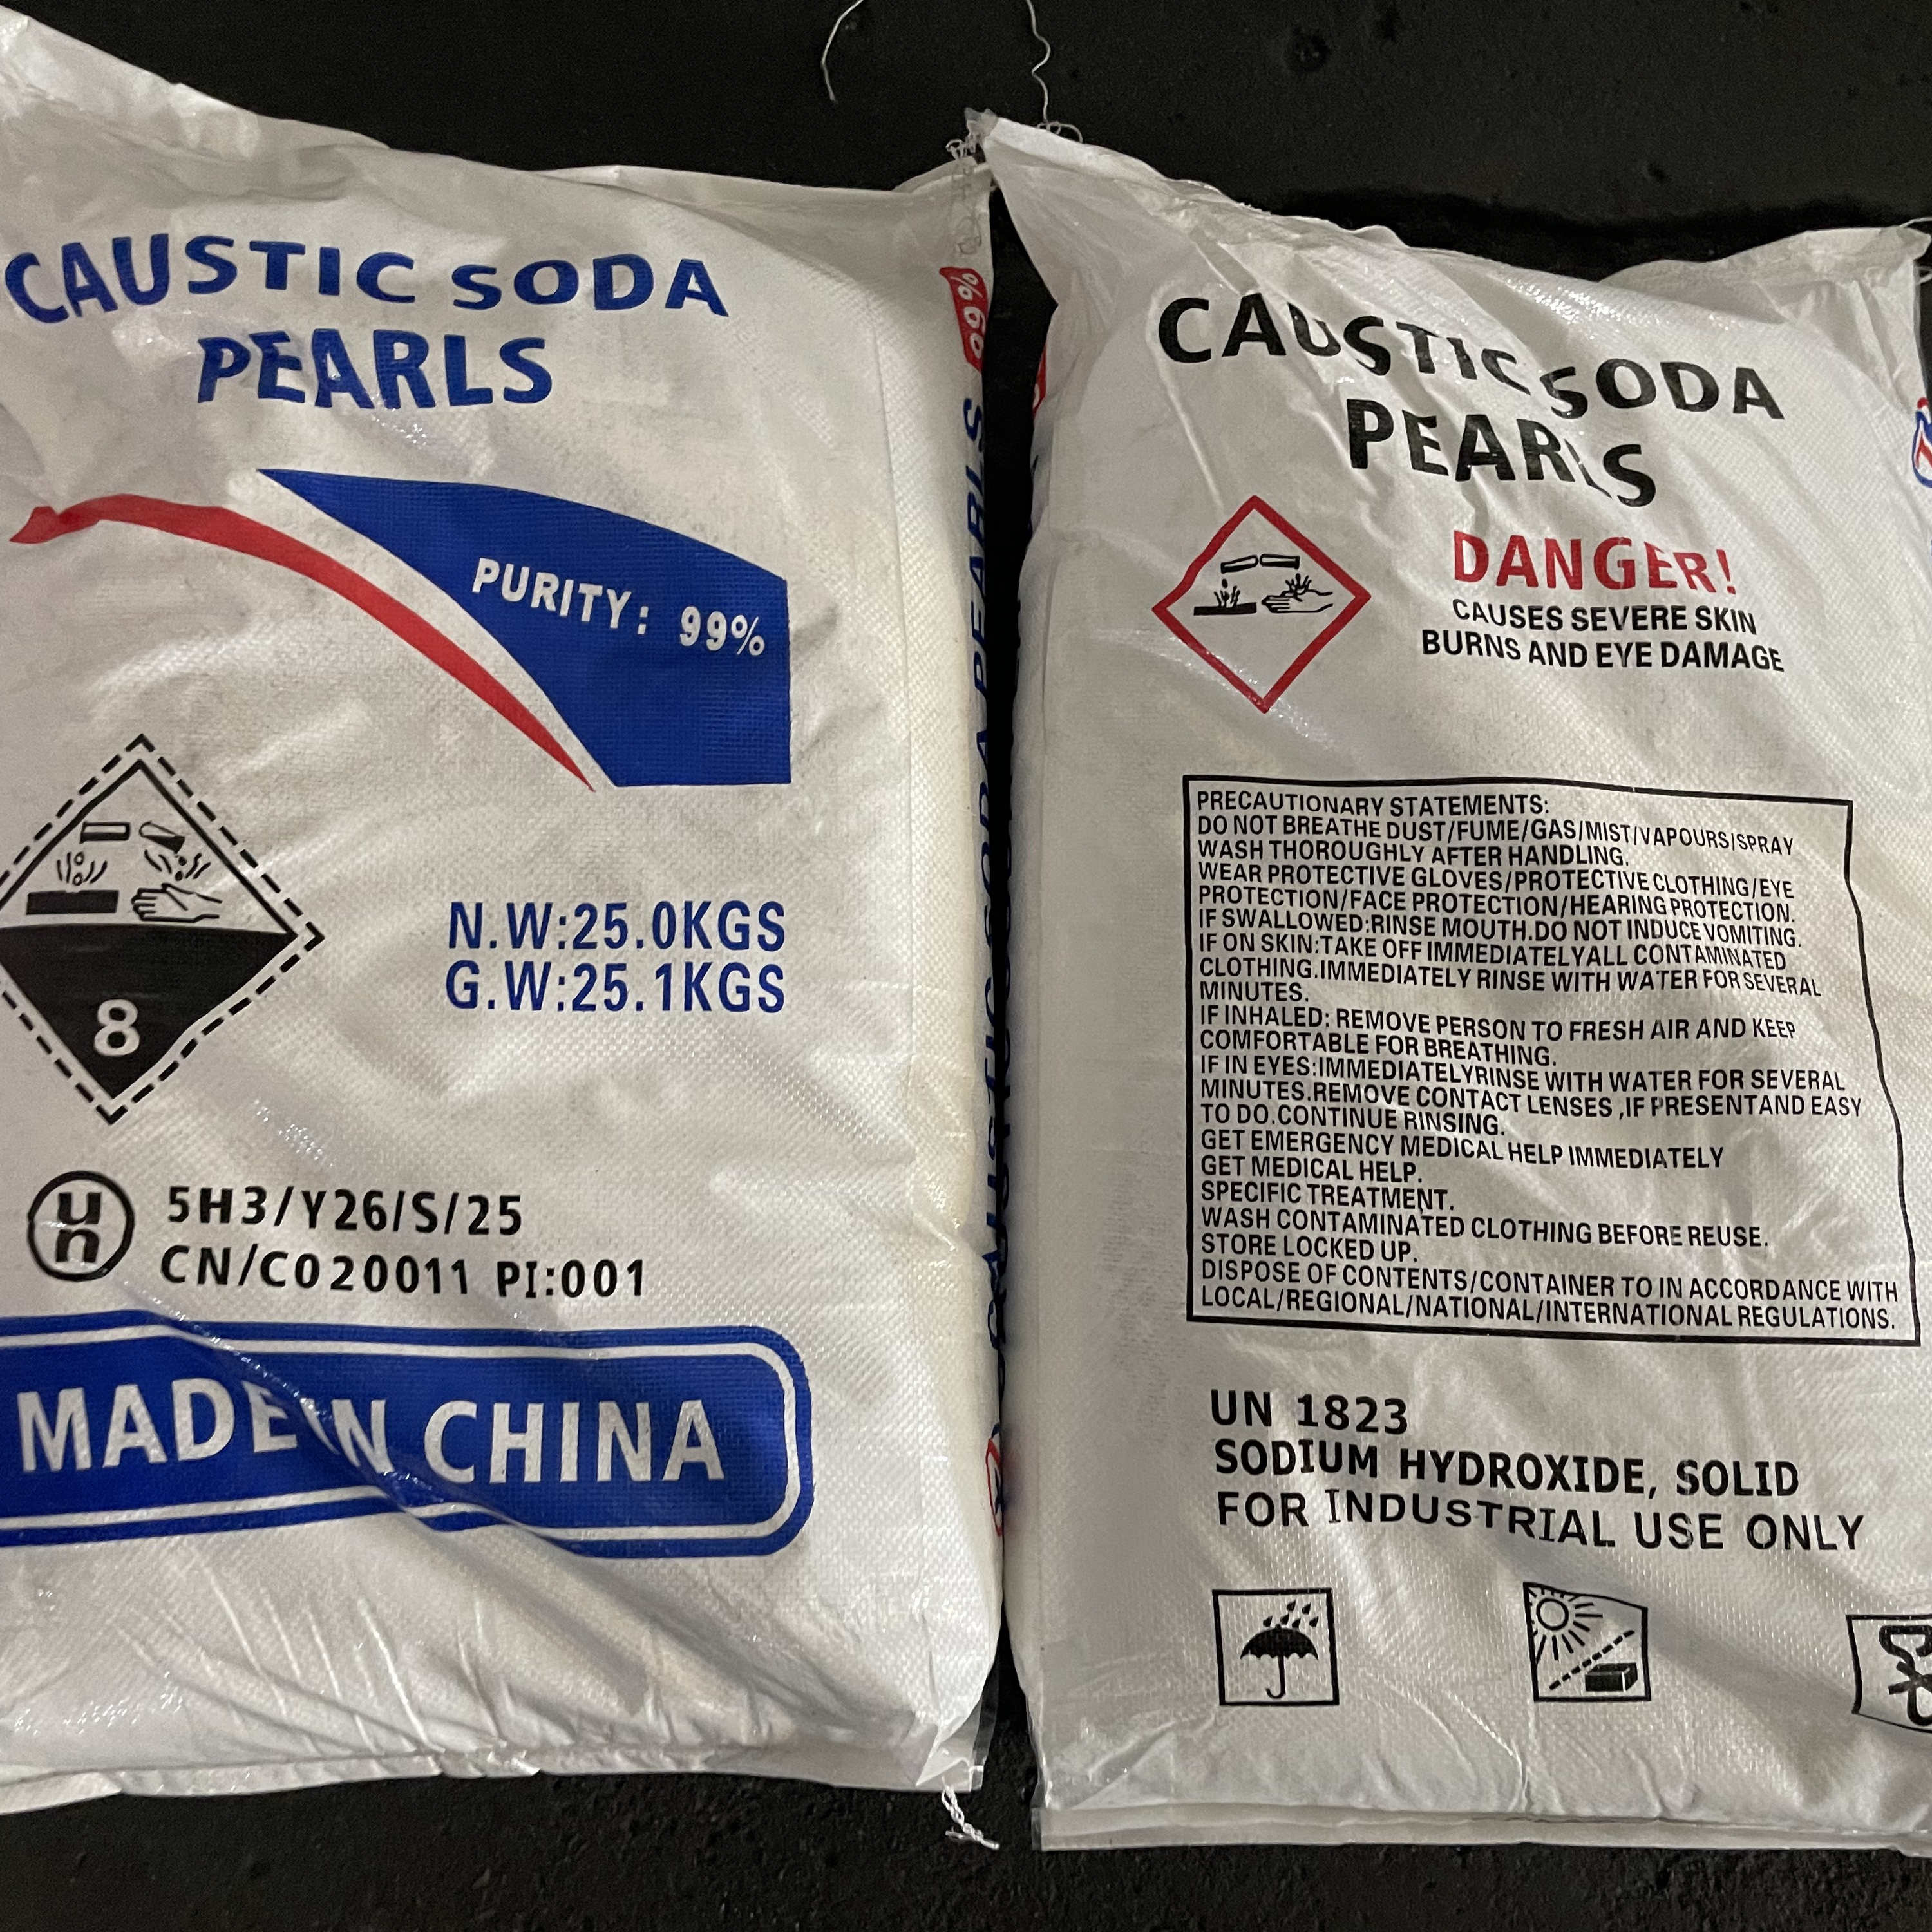 CAUSTIC SODA
PEARLS
PURITY: 99%
8
N.W:25.0KGS
G.W:25.1KGS
un
5H3/Y26/S/25
CN/C020011 PI:001
MADE IN CHINA
99%
CAUSTIC SODA PEARLS
CAUSTIC SODA
PEARLS
DANGER!
CAUSES SEVERE SKIN
BURNS AND EYE DAMAGE
PRECAUTIONARY STATEMENTS:
DO NOT BREATHE DUST/FUME/GAS/MIST/VAPOURS/SPRAY
WASH THOROUGHLY AFTER HANDLING.
WEAR PROTECTIVE GLOVES/PROTECTIVE CLOTHING/EYE
PROTECTION/FACE PROTECTION/HEARING PROTECTION.
IF SWALLOWED:RINSE MOUTH.DO NOT INDUCE VOMITING.
IF ON SKIN:TAKE OFF IMMEDIATELYALL CONTAMINATED
CLOTHING.IMMEDIATELY RINSE WITH WATER FOR SEVERAL
MINUTES.
IF INHALED: REMOVE PERSON TO FRESH AIR AND KEEP
COMFORTABLE FOR BREATHING.
IF IN EYES:IMMEDIATELYRINSE WITH WATER FOR SEVERAL
MINUTES.REMOVE CONTACT LENSES ,IF PRESENTAND EASY
TO DO.CONTINUE RINSING.
GET EMERGENCY MEDICAL HELP IMMEDIATELY
GET MEDICAL HELP.
SPECIFIC TREATMENT.
WASH CONTAMINATED CLOTHING BEFORE REUSE.
STORE LOCKED UP.
DISPOSE OF CONTENTS/CONTAINER TO IN ACCORDANCE WITH
LOCAL/REGIONAL/NATIONAL/INTERNATIONAL REGULATIONS.
UN 1823
SODIUM HYDROXIDE, SOLID
FOR INDUSTRIAL USE ONLY